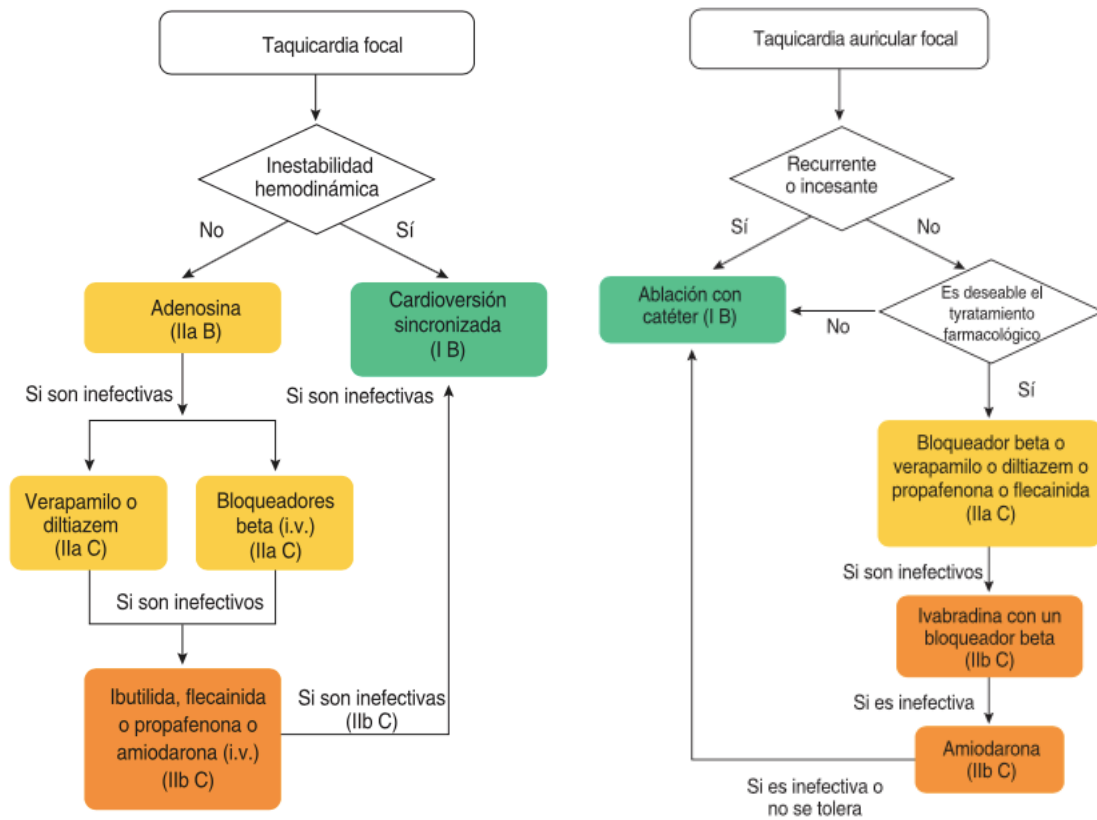 Taquicardia focal
Inestabilidad
hemodinámica
No
Sí
Adenosina
(IIa B)
Cardioversión
sincronizada
(I B)
Si son inefectivas
Si son inefectivas
Verapamilo o
diltiazem
(IIa C)
Bloqueadores
beta (i.v.)
(IIa C)
Si son inefectivos
Ibutilida, flecainida
o propafenona o
amiodarona (i.v.)
(IIb C)
Si son inefectivas
(IIb C)
Taquicardia auricular focal
Recurrente
o incesante
Sí
No
Ablación con
catéter (I B)
No
Es deseable el
tyratamiento
farmacológico
Sí
Bloqueador beta o
verapamilo o diltiazem o
propafenona o flecainida
(IIa C)
Si son inefectivos
Ivabradina con un
bloqueador beta
(IIb C)
Si es inefectiva
Amiodarona
(IIb C)
Si es inefectiva o
no se tolera